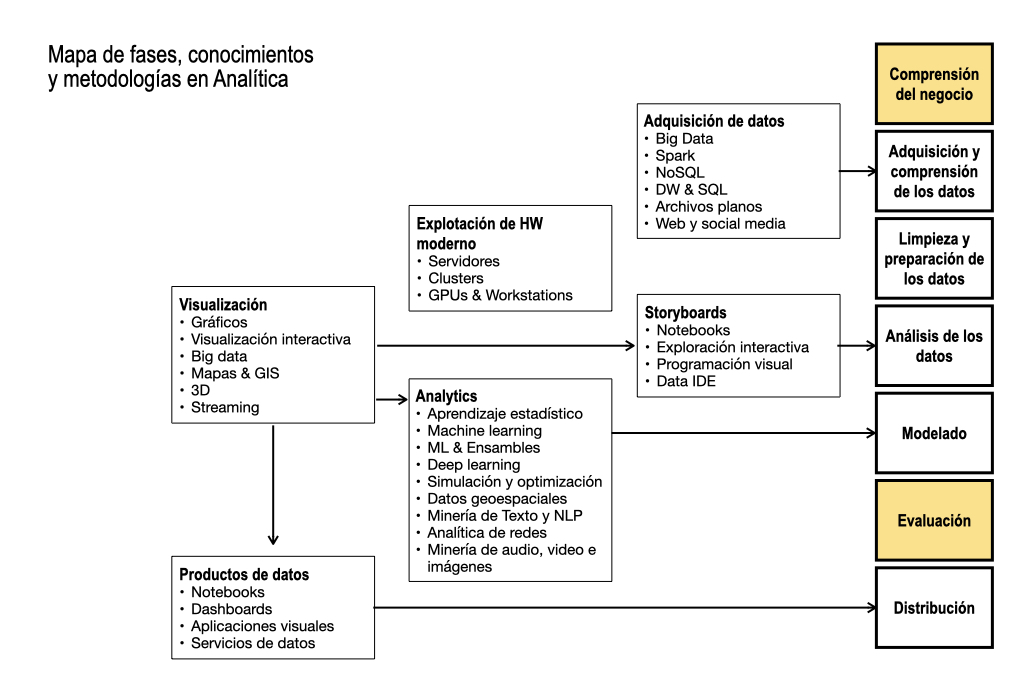 Mapa de fases, conocimientos
y metodologías en Analítica
Comprensión
del negocio
Adquisición de datos
• Big Data
• Spark
• NoSQL
• DW & SQL
• Archivos planos
• Web y social media
Adquisición y
comprensión
de los datos
Explotación de HW
moderno
• Servidores
• Clusters
• GPUs & Workstations
Limpieza y
preparación de
los datos
Visualización
• Gráficos
• Visualización interactiva
• Big data
• Mapas & GIS
• 3D
• Streaming
Storyboards
• Notebooks
• Exploración interactiva
• Programación visual
• Data IDE
Análisis de los
datos
Analytics
• Aprendizaje estadístico
• Machine learning
• ML & Ensambles
• Deep learning
• Simulación y optimización
• Datos geoespaciales
• Minería de Texto y NLP
• Analítica de redes
• Minería de audio, video e
imágenes
Modelado
Evaluación
Productos de datos
• Notebooks
• Dashboards
• Aplicaciones visuales
• Servicios de datos
Distribución